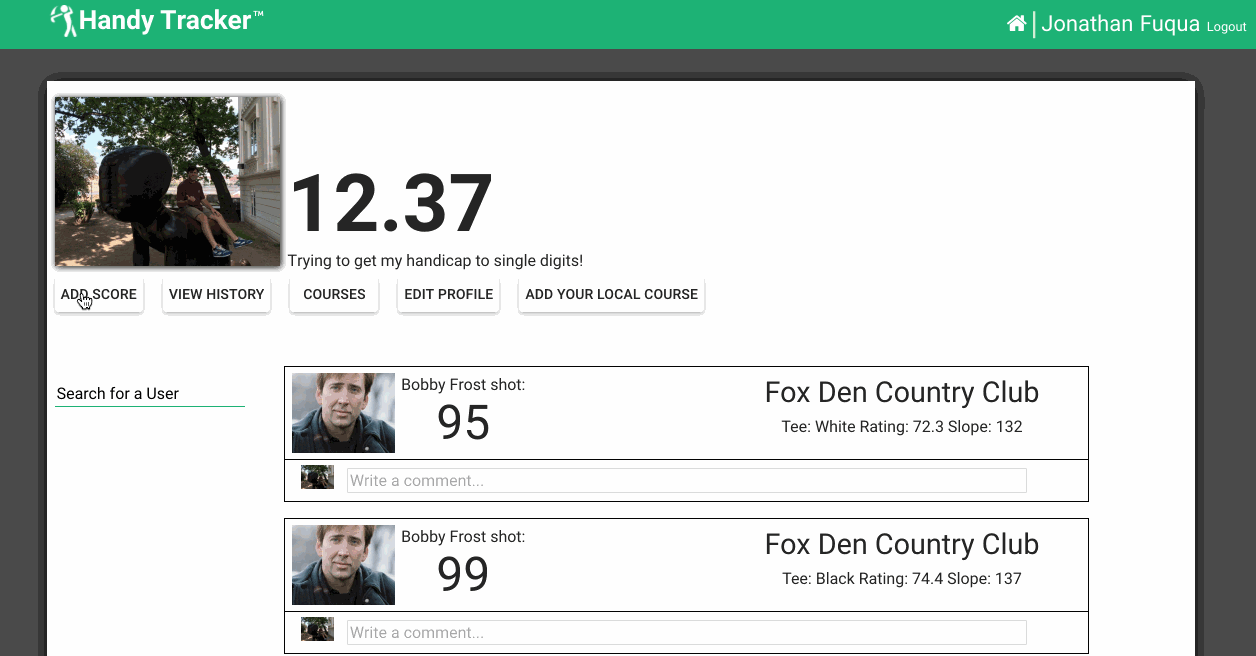 Handy Tracker™
Jonathan Fuqua Logout
12.37
Trying to get my handicap to single digits!
ADD SCORE
VIEW HISTORY
COURSES
EDIT PROFILE
ADD YOUR LOCAL COURSE
Search for a User
Bobby Frost shot:
95
Fox Den Country Club
Tee: White Rating: 72.3 Slope: 132
Write a comment...
Bobby Frost shot:
99
Fox Den Country Club
Tee: Black Rating: 74.4 Slope: 137
Write a comment...